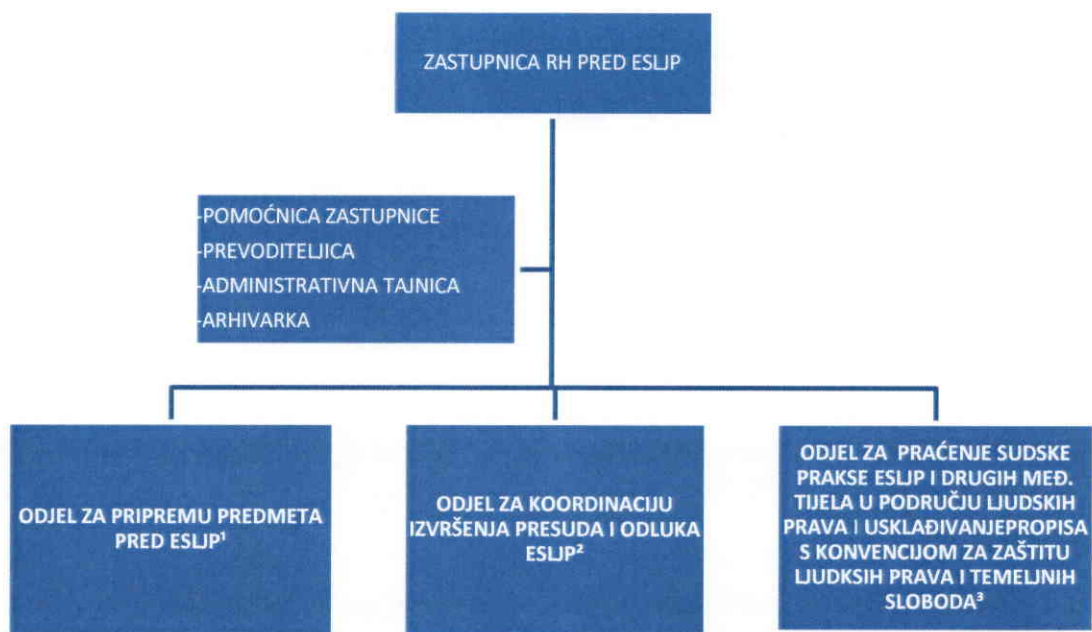 ZASTUPNICA RH PRED ESLJP
-POMOĆNICA ZASTUPNICE
-PREVODITELJICA
-ADMINISTRATIVNA TAJNICA
-ARHIVARKA
ODJEL ZA PRIPREMU PREDMETA
PRED ESLJP¹
ODJEL ZA KOORDINACIJU
IZVRŠENJA PRESUDA I ODLUKA
ESLJP²
ODJEL ZA PRAĆENJE SUDSKE
PRAKSE ESLJP I DRUGIH MEĐ.
TIJELA U PODRUČJU LJUDSKIH
PRAVA I USKLAĐIVANJEPROPISA
S KONVENCIJOM ZA ZAŠTITU
LJUDKSIH PRAVA I TEMELJNIH
SLOBODA³